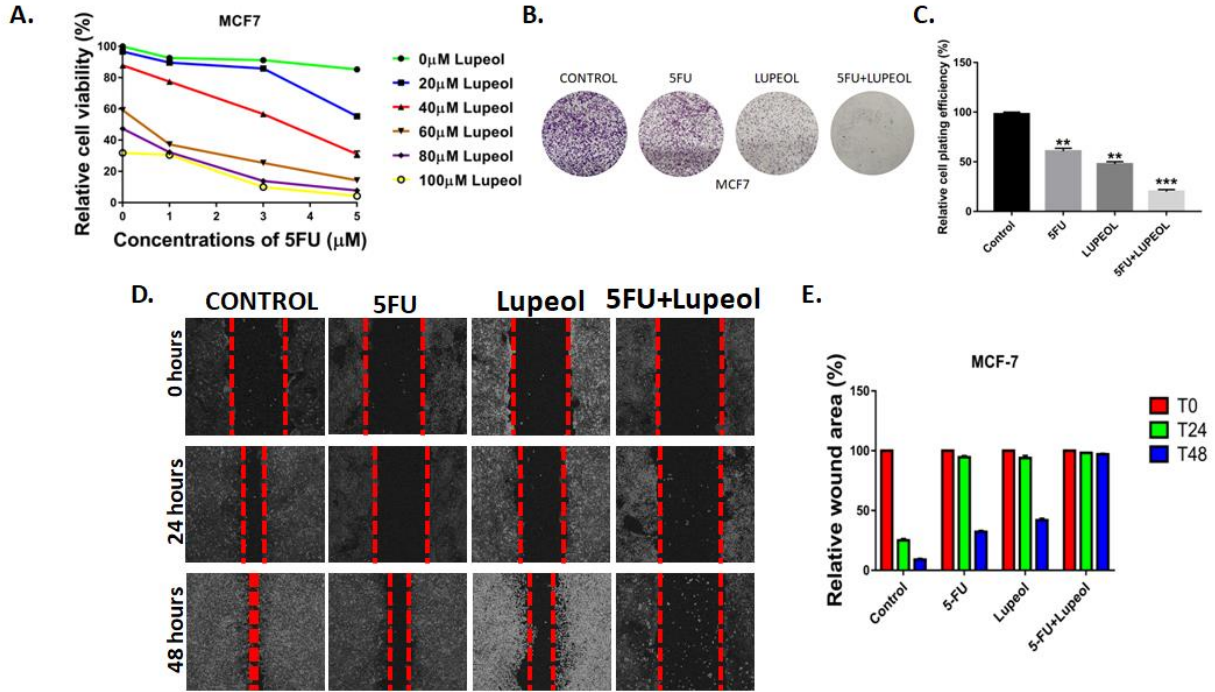 A.
MCF7
Relative cell viability (%)
100
80
60
40
20
0
0 1 2 3 4 5
Concentrations of 5FU (μM)
0μM Lupeol
20μM Lupeol
40μM Lupeol
60μM Lupeol
80μM Lupeol
100μM Lupeol
B.
CONTROL 5FU LUPEOL 5FU+LUPEOL
MCF7
C.
Relative cell plating efficiency (%)
150
100
50
0
** ** ***
Control 5FU LUPEOL 5FU+LUPEOL
D.
CONTROL 5FU Lupeol 5FU+Lupeol
0 hours
24 hours
48 hours
E.
MCF-7
Relative wound area (%)
150
100
50
0
Control 5-FU Lupeol 5-FU+Lupeol
T0
T24
T48